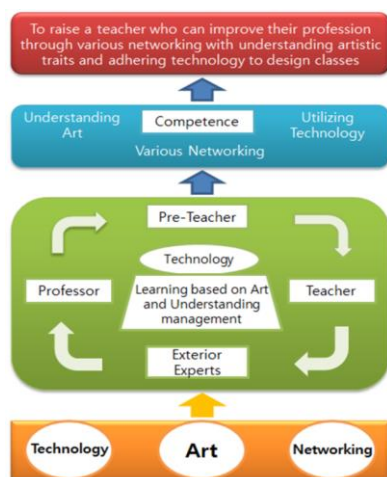 To raise a teacher who can improve their profession
through various networking with understanding artistic
traits and adhering technology to design classes
Understanding
Art
Competence
Utilizing
Technology
Various Networking
Pre-Teacher
Technology
Professor
Learning based on Art
and Understanding
management
Teacher
Exterior
Experts
Technology
Art
Networking